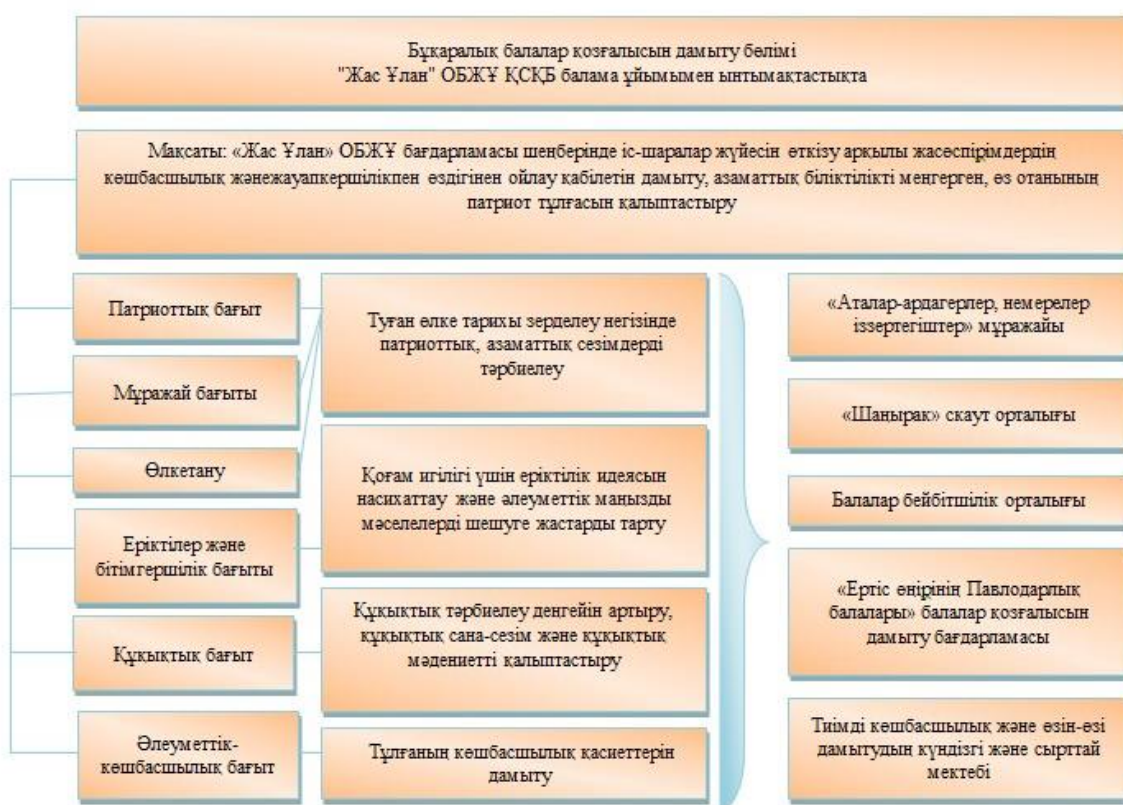 Бұқаралық балалар қозғалысын дамыту бөлімі
"Жас Ұлан" ОБЖҰ ҚСҚБ балама ұйымымен ынтымақтастықта
Мақсаты: «Жас Ұлан» ОБЖҰ бағдарламасы шеңберінде іс-шаралар жүйесін өткізу арқылы жасөспірімдердің
көшбасшылық жәнежауапкершілікпен өздігінен ойлау қабілетін дамыту, азаматтық біліктілікті меңгерген, өз отанының
патриот тұлғасын қалыптастыру
Патриоттық бағыт
Мұражай бағыты
Өлкетану
Еріктілер және
бітімгершілік бағыты
Құқықтық бағыт
Әлеуметтік-
көшбасшылық бағыт
Туған өлке тарихы зерделеу негізінде
патриоттық, азаматтық сезімдерді
тәрбиелеу
Қоғам игілігі үшін еріктілік идеясын
насихаттау және әлеуметтік маңызды
мәселелерді шешуге жастарды тарту
Құқықтық тәрбиелеу деңгейін артыру,
құқықтық сана-сезім және құқықтық
мәдениетті қалыптастыру
Тұлғаның көшбасшылық қасиеттерін
дамыту
«Аталар-ардагерлер, немерелер
іззертегіштер» мұражайы
«Шаңырак» скаут орталығы
Балалар бейбітшілік орталығы
«Ертіс өңірінің Павлодарлық
балалары» балалар қозғалысын
дамыту бағдарламасы
Тиімді көшбасшылық және өзін-өзі
дамытудын күндізгі және сырттай
мектебі